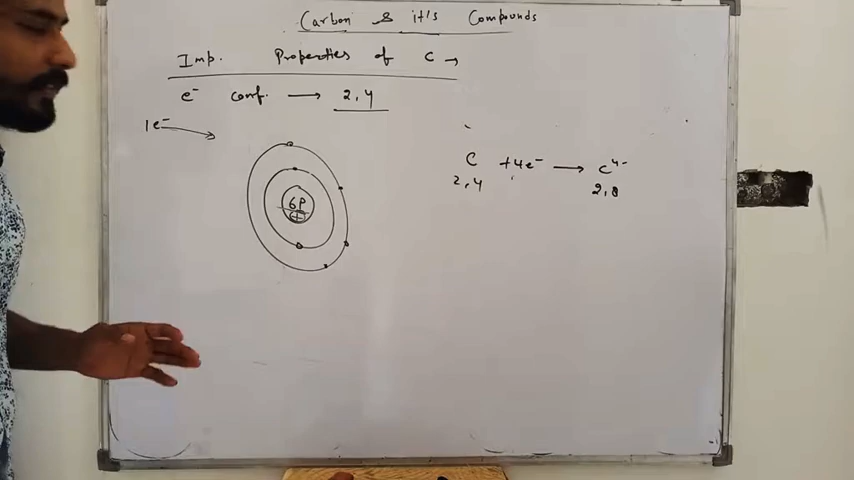 Carbon & it's Compounds
Imp. Properties of C →
e⁻ conf. → 2,4
1e⁻
6P
+
C + 4e⁻ → C⁴⁻
2,4 2,8